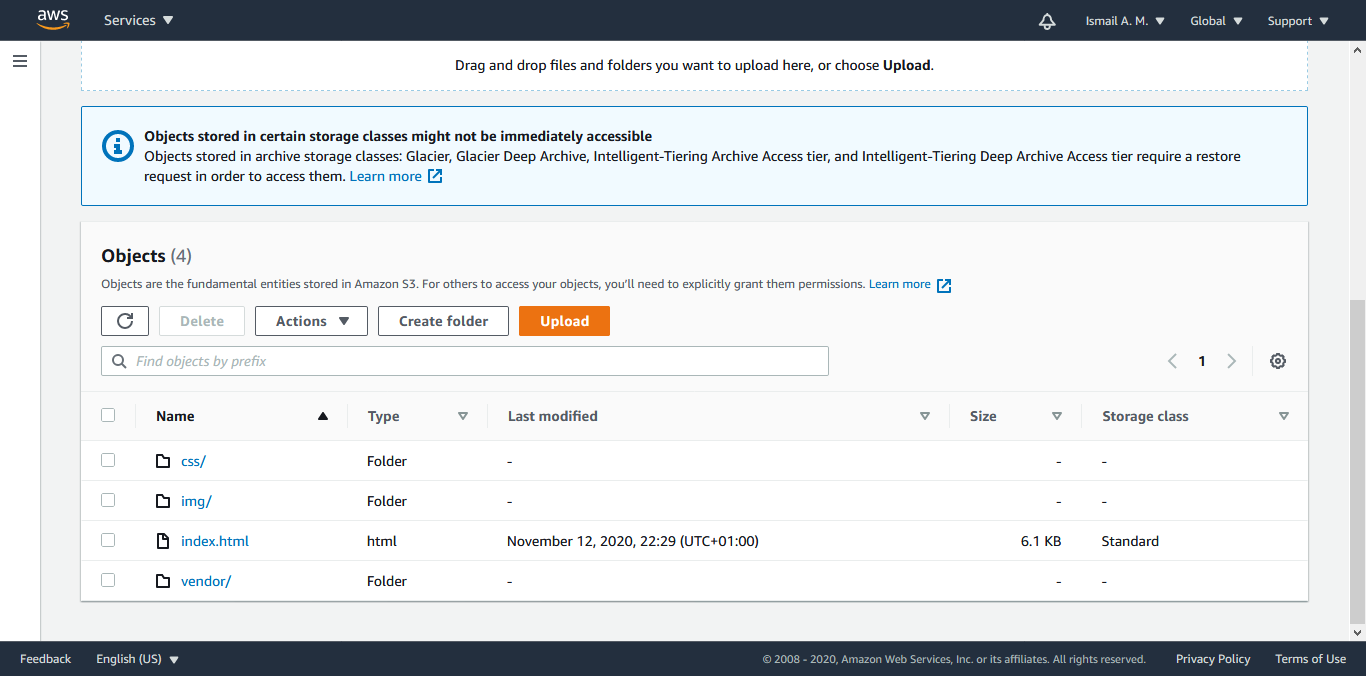 aws Services Ismail A. M. Global Support
Drag and drop files and folders you want to upload here, or choose Upload.
Objects stored in certain storage classes might not be immediately accessible
Objects stored in archive storage classes: Glacier, Glacier Deep Archive, Intelligent-Tiering Archive Access tier, and Intelligent-Tiering Deep Archive Access tier require a restore
request in order to access them. Learn more
Objects (4)
Objects are the fundamental entities stored in Amazon S3. For others to access your objects, you'll need to explicitly grant them permissions. Learn more
Delete Actions Create folder Upload
Find objects by prefix 1
Name Type Last modified Size Storage class
css/ Folder - - -
img/ Folder - - -
index.html html November 12, 2020, 22:29 (UTC+01:00) 6.1 KB Standard
vendor/ Folder - - -
Feedback English (US) © 2008 - 2020, Amazon Web Services, Inc. or its affiliates. All rights reserved. Privacy Policy Terms of Use